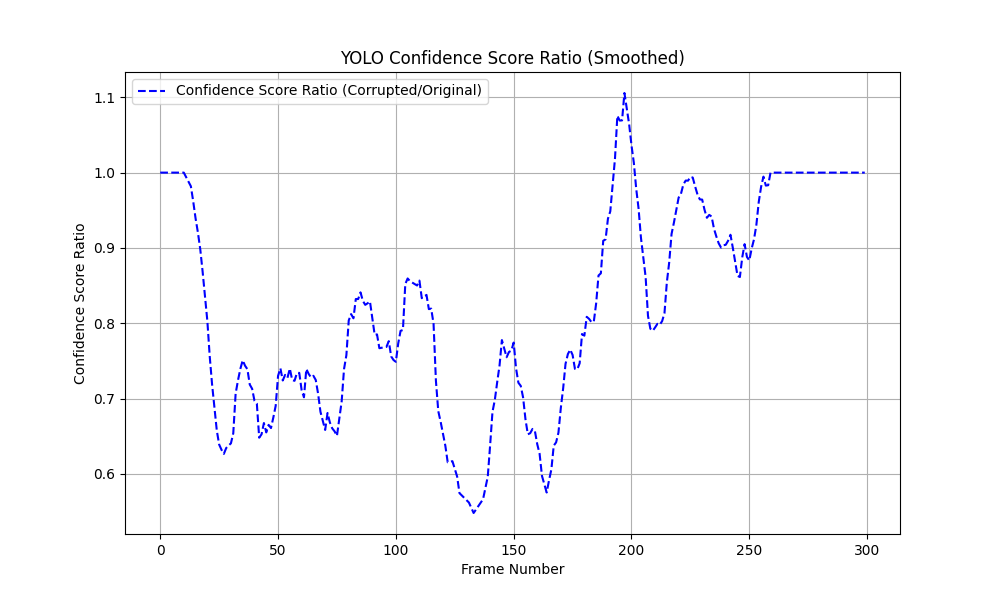 YOLO Confidence Score Ratio (Smoothed)
Confidence Score Ratio (Corrupted/Original)
1.1
1.0
0.9
0.8
0.7
0.6
Confidence Score Ratio
0 50 100 150 200 250 300
Frame Number